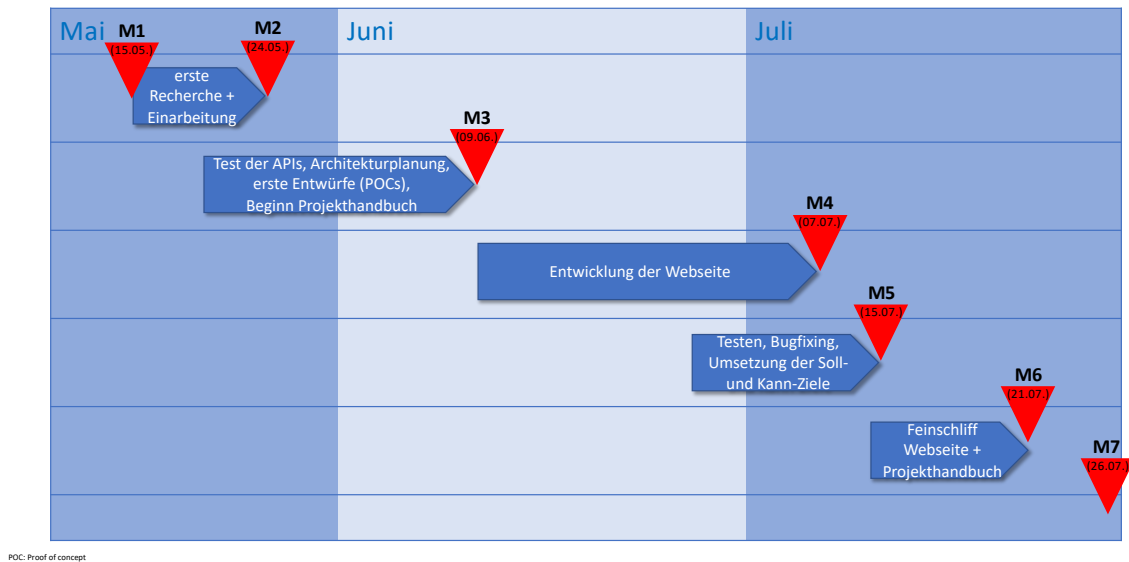 Mai
Juni
Juli
M1
(15.05.)
M2
(24.05.)
erste
Recherche +
Einarbeitung
M3
(09.06.)
Test der APIs, Architekturplanung,
erste Entwürfe (POCs),
Beginn Projekthandbuch
M4
(07.07.)
Entwicklung der Webseite
M5
(15.07.)
Testen, Bugfixing,
Umsetzung der Soll-
und Kann-Ziele
M6
(21.07.)
Feinschliff
Webseite +
Projekthandbuch
M7
(26.07.)
POC: Proof of concept